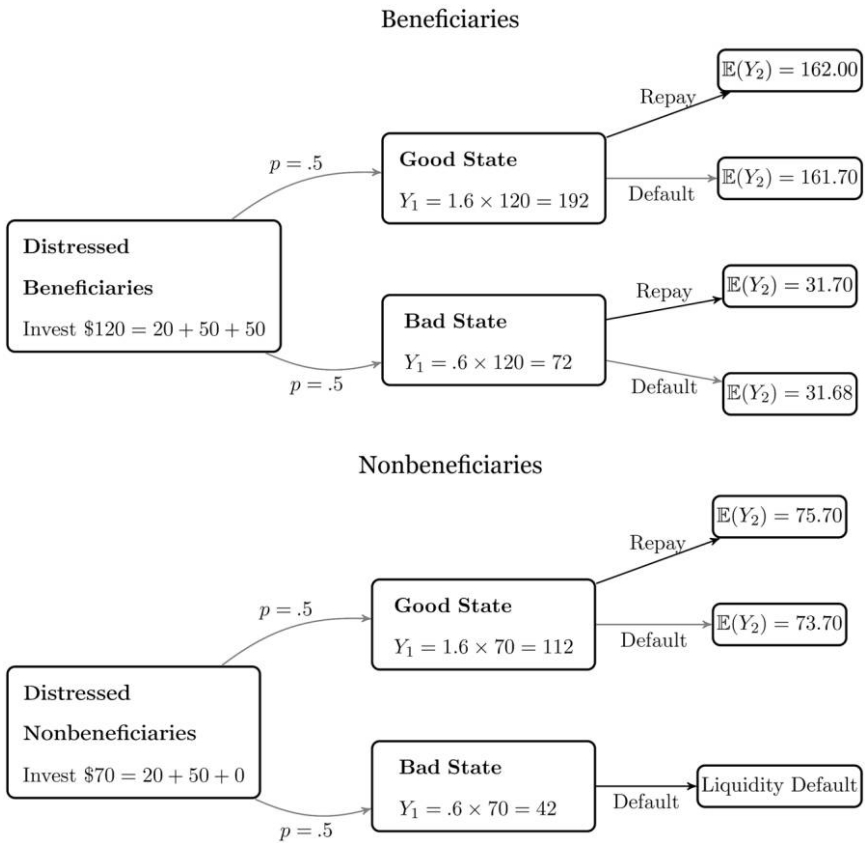 Beneficiaries
𝔼(Y₂) = 162.00
Repay
p = .5
Good State
Y₁ = 1.6 × 120 = 192
Default
𝔼(Y₂) = 161.70
Distressed
Beneficiaries
Invest $120 = 20 + 50 + 50
Repay
𝔼(Y₂) = 31.70
Bad State
Y₁ = .6 × 120 = 72
p = .5
Default
𝔼(Y₂) = 31.68
Nonbeneficiaries
𝔼(Y₂) = 75.70
Repay
p = .5
Good State
Y₁ = 1.6 × 70 = 112
Default
𝔼(Y₂) = 73.70
Distressed
Nonbeneficiaries
Invest $70 = 20 + 50 + 0
Bad State
Y₁ = .6 × 70 = 42
p = .5
Default
Liquidity Default